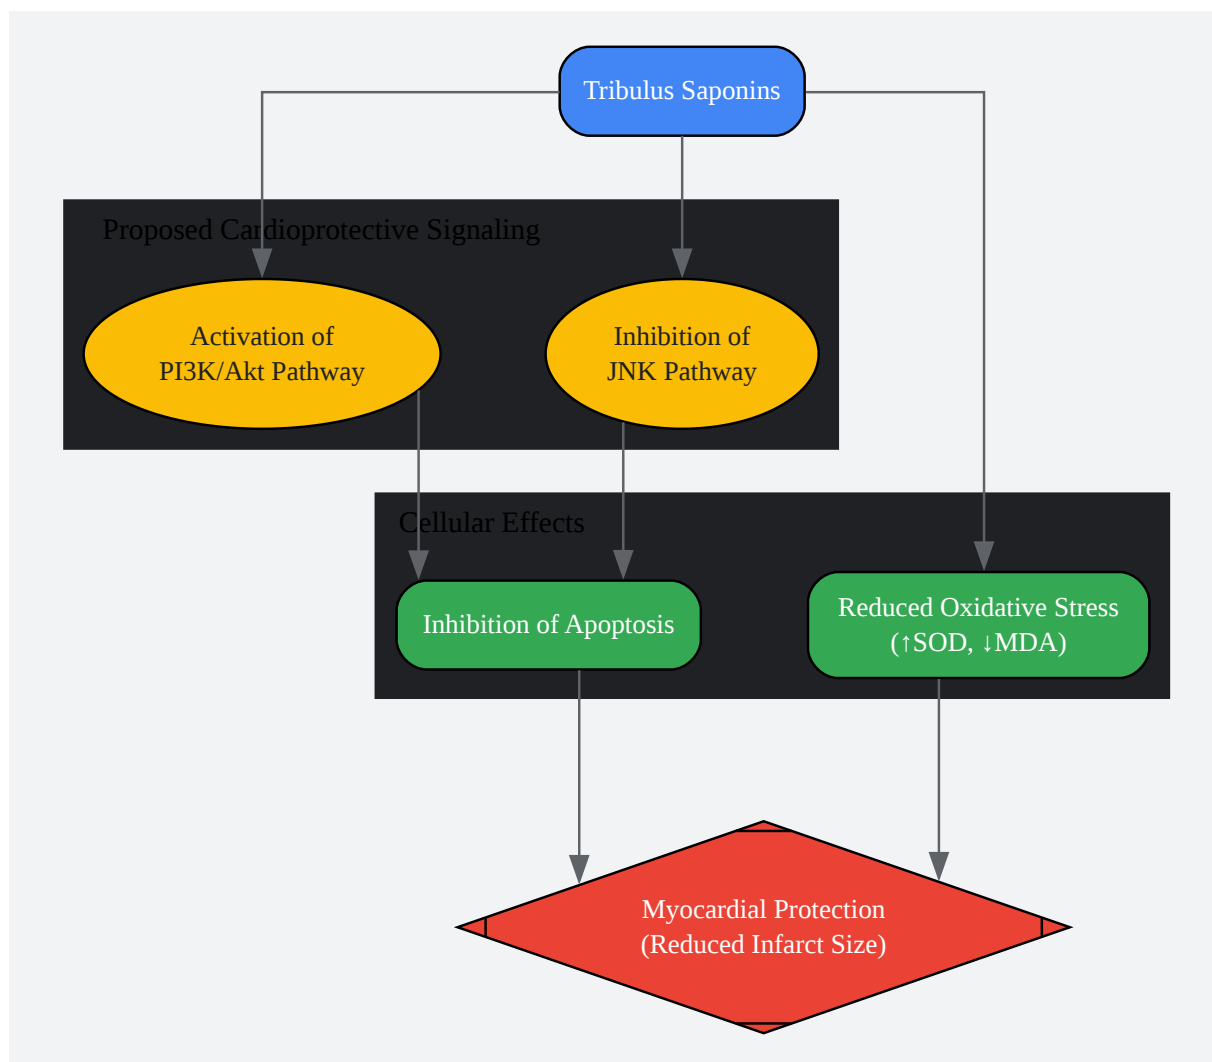 Tribulus Saponins
Proposed Cardioprotective Signaling
Activation of
PI3K/Akt Pathway
Inhibition of
JNK Pathway
Cellular Effects
Inhibition of Apoptosis
Reduced Oxidative Stress
(↑SOD, ↓MDA)
Myocardial Protection
(Reduced Infarct Size)